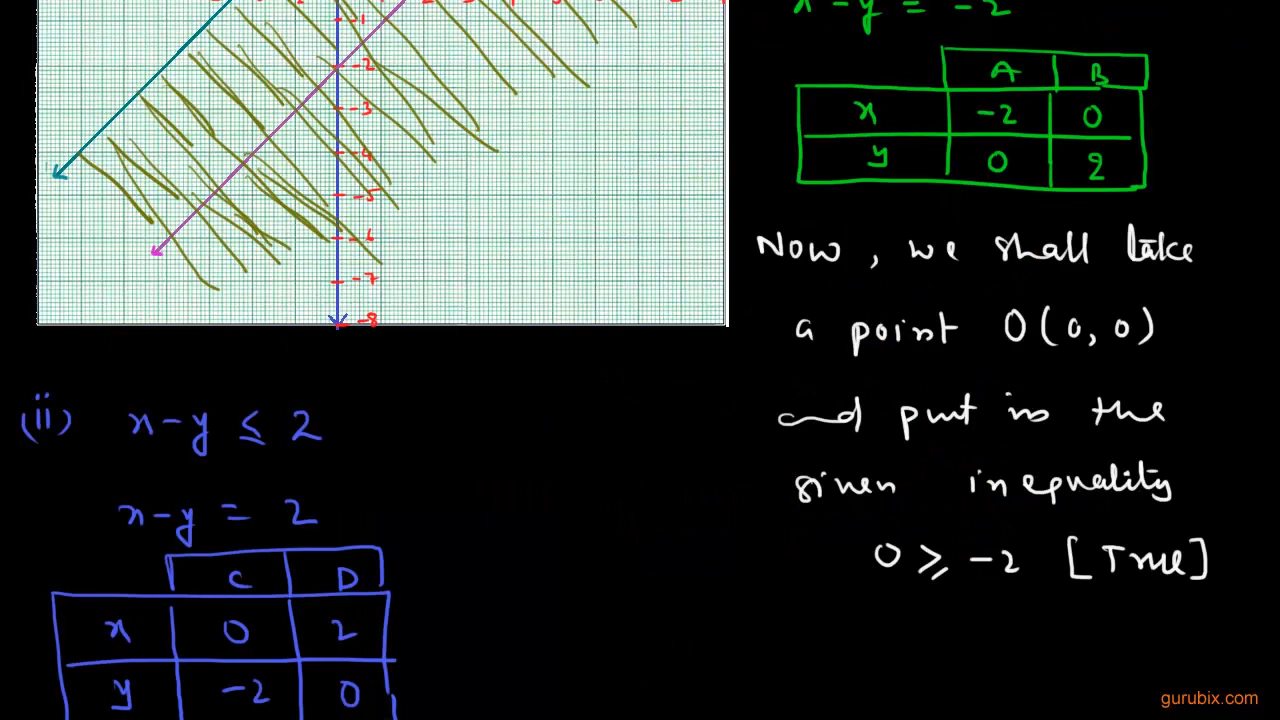 x - y = -2
A B
x -2 0
y 0 2
-1
-2
-3
-4
-5
-6
-7
-8
Now, we shall take
a point O(0,0)
and put in the
given inequality
0 ≥ -2 [True]
(ii) x-y ≤ 2
x-y = 2
C D
x 0 2
y -2 0
gurubix.com